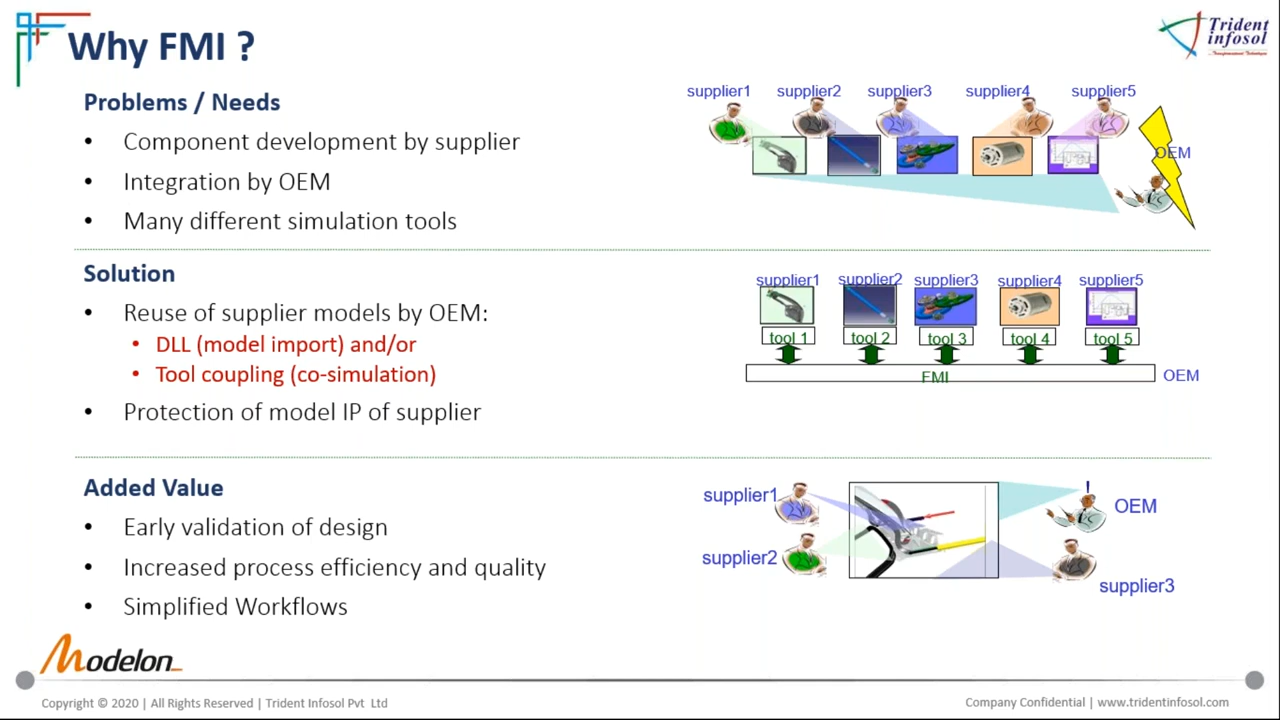 Why FMI ?
Trident
infosol
Problems / Needs
• Component development by supplier
• Integration by OEM
• Many different simulation tools
supplier1 supplier2 supplier3 supplier4 supplier5
OEM
Solution
• Reuse of supplier models by OEM:
• DLL (model import) and/or
• Tool coupling (co-simulation)
• Protection of model IP of supplier
supplier1 supplier2 supplier3 supplier4 supplier5
tool 1 tool 2 tool 3 tool 4 tool 5
FMI OEM
Added Value
• Early validation of design
• Increased process efficiency and quality
• Simplified Workflows
supplier1
OEM
supplier2
supplier3
Modelon
Copyright © 2020 | All Rights Reserved | Trident Infosol Pvt Ltd
Company Confidential | www.tridentinfosol.com